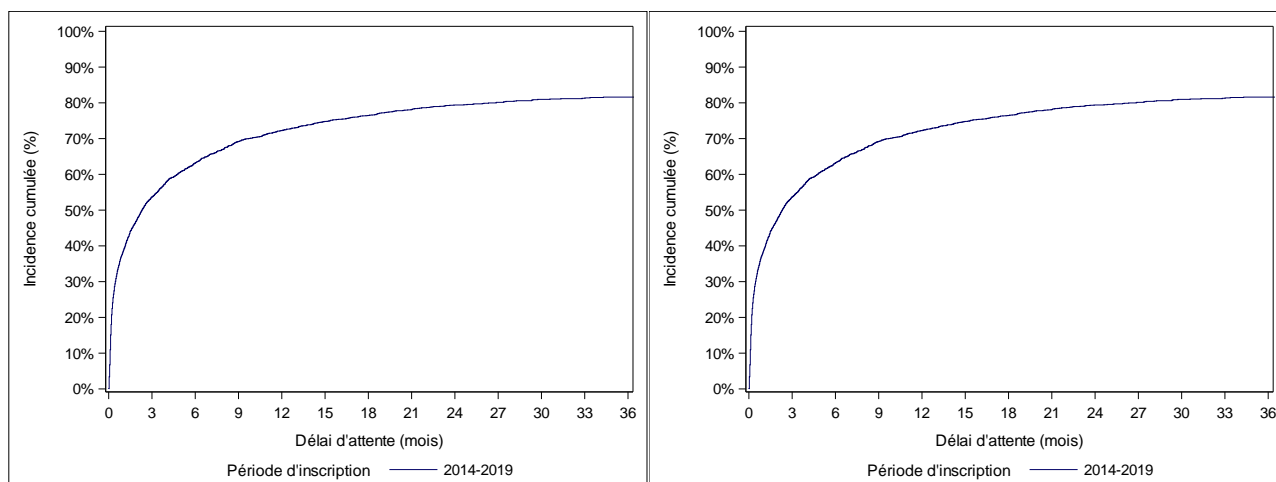 100%
90%
80%
70%
60%
50%
40%
30%
20%
10%
0%
Incidence cumulée (%)
0 3 6 9 12 15 18 21 24 27 30 33 36
Délai d'attente (mois)
Période d'inscription 2014-2019
100%
90%
80%
70%
60%
50%
40%
30%
20%
10%
0%
Incidence cumulée (%)
0 3 6 9 12 15 18 21 24 27 30 33 36
Délai d'attente (mois)
Période d'inscription 2014-2019